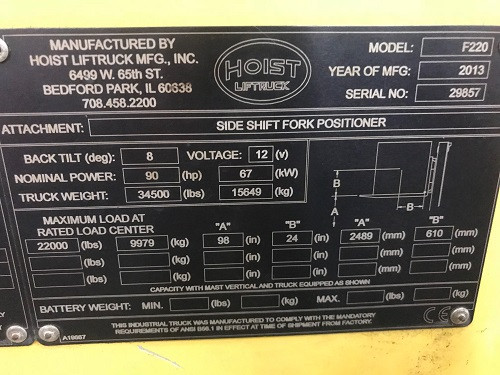 MANUFACTURED BY
HOIST LIFTRUCK MFG., INC.
6499 W. 65th ST.
BEDFORD PARK, IL 60638
708.458.2200
HOIST
LIFTRUCK
MODEL: F220
YEAR OF MFG: 2013
SERIAL NO: 29857
ATTACHMENT: SIDE SHIFT FORK POSITIONER
BACK TILT (deg): 8 VOLTAGE: 12 (v)
NOMINAL POWER: 90 (hp) 67 (kW)
TRUCK WEIGHT: 34500 (lbs) 15649 (kg)
B
A
B
MAXIMUM LOAD AT
RATED LOAD CENTER "A" "B" "A" "B"
22000 (lbs) 9979 (kg) 98 (in) 24 (in) 2489 (mm) 610 (mm)
(lbs) (kg) (in) (in) (mm) (mm)
(lbs) (kg) (in) (in) (mm) (mm)
CAPACITY WITH MAST VERTICAL AND TRUCK EQUIPPED AS SHOWN
BATTERY WEIGHT: MIN. (lbs) (kg) MAX. (lbs) (kg)
THIS INDUSTRIAL TRUCK WAS MANUFACTURED TO COMPLY WITH THE MANDATORY
REQUIREMENTS OF ANSI B56.1 IN EFFECT AT TIME OF SHIPMENT FROM FACTORY.
CE